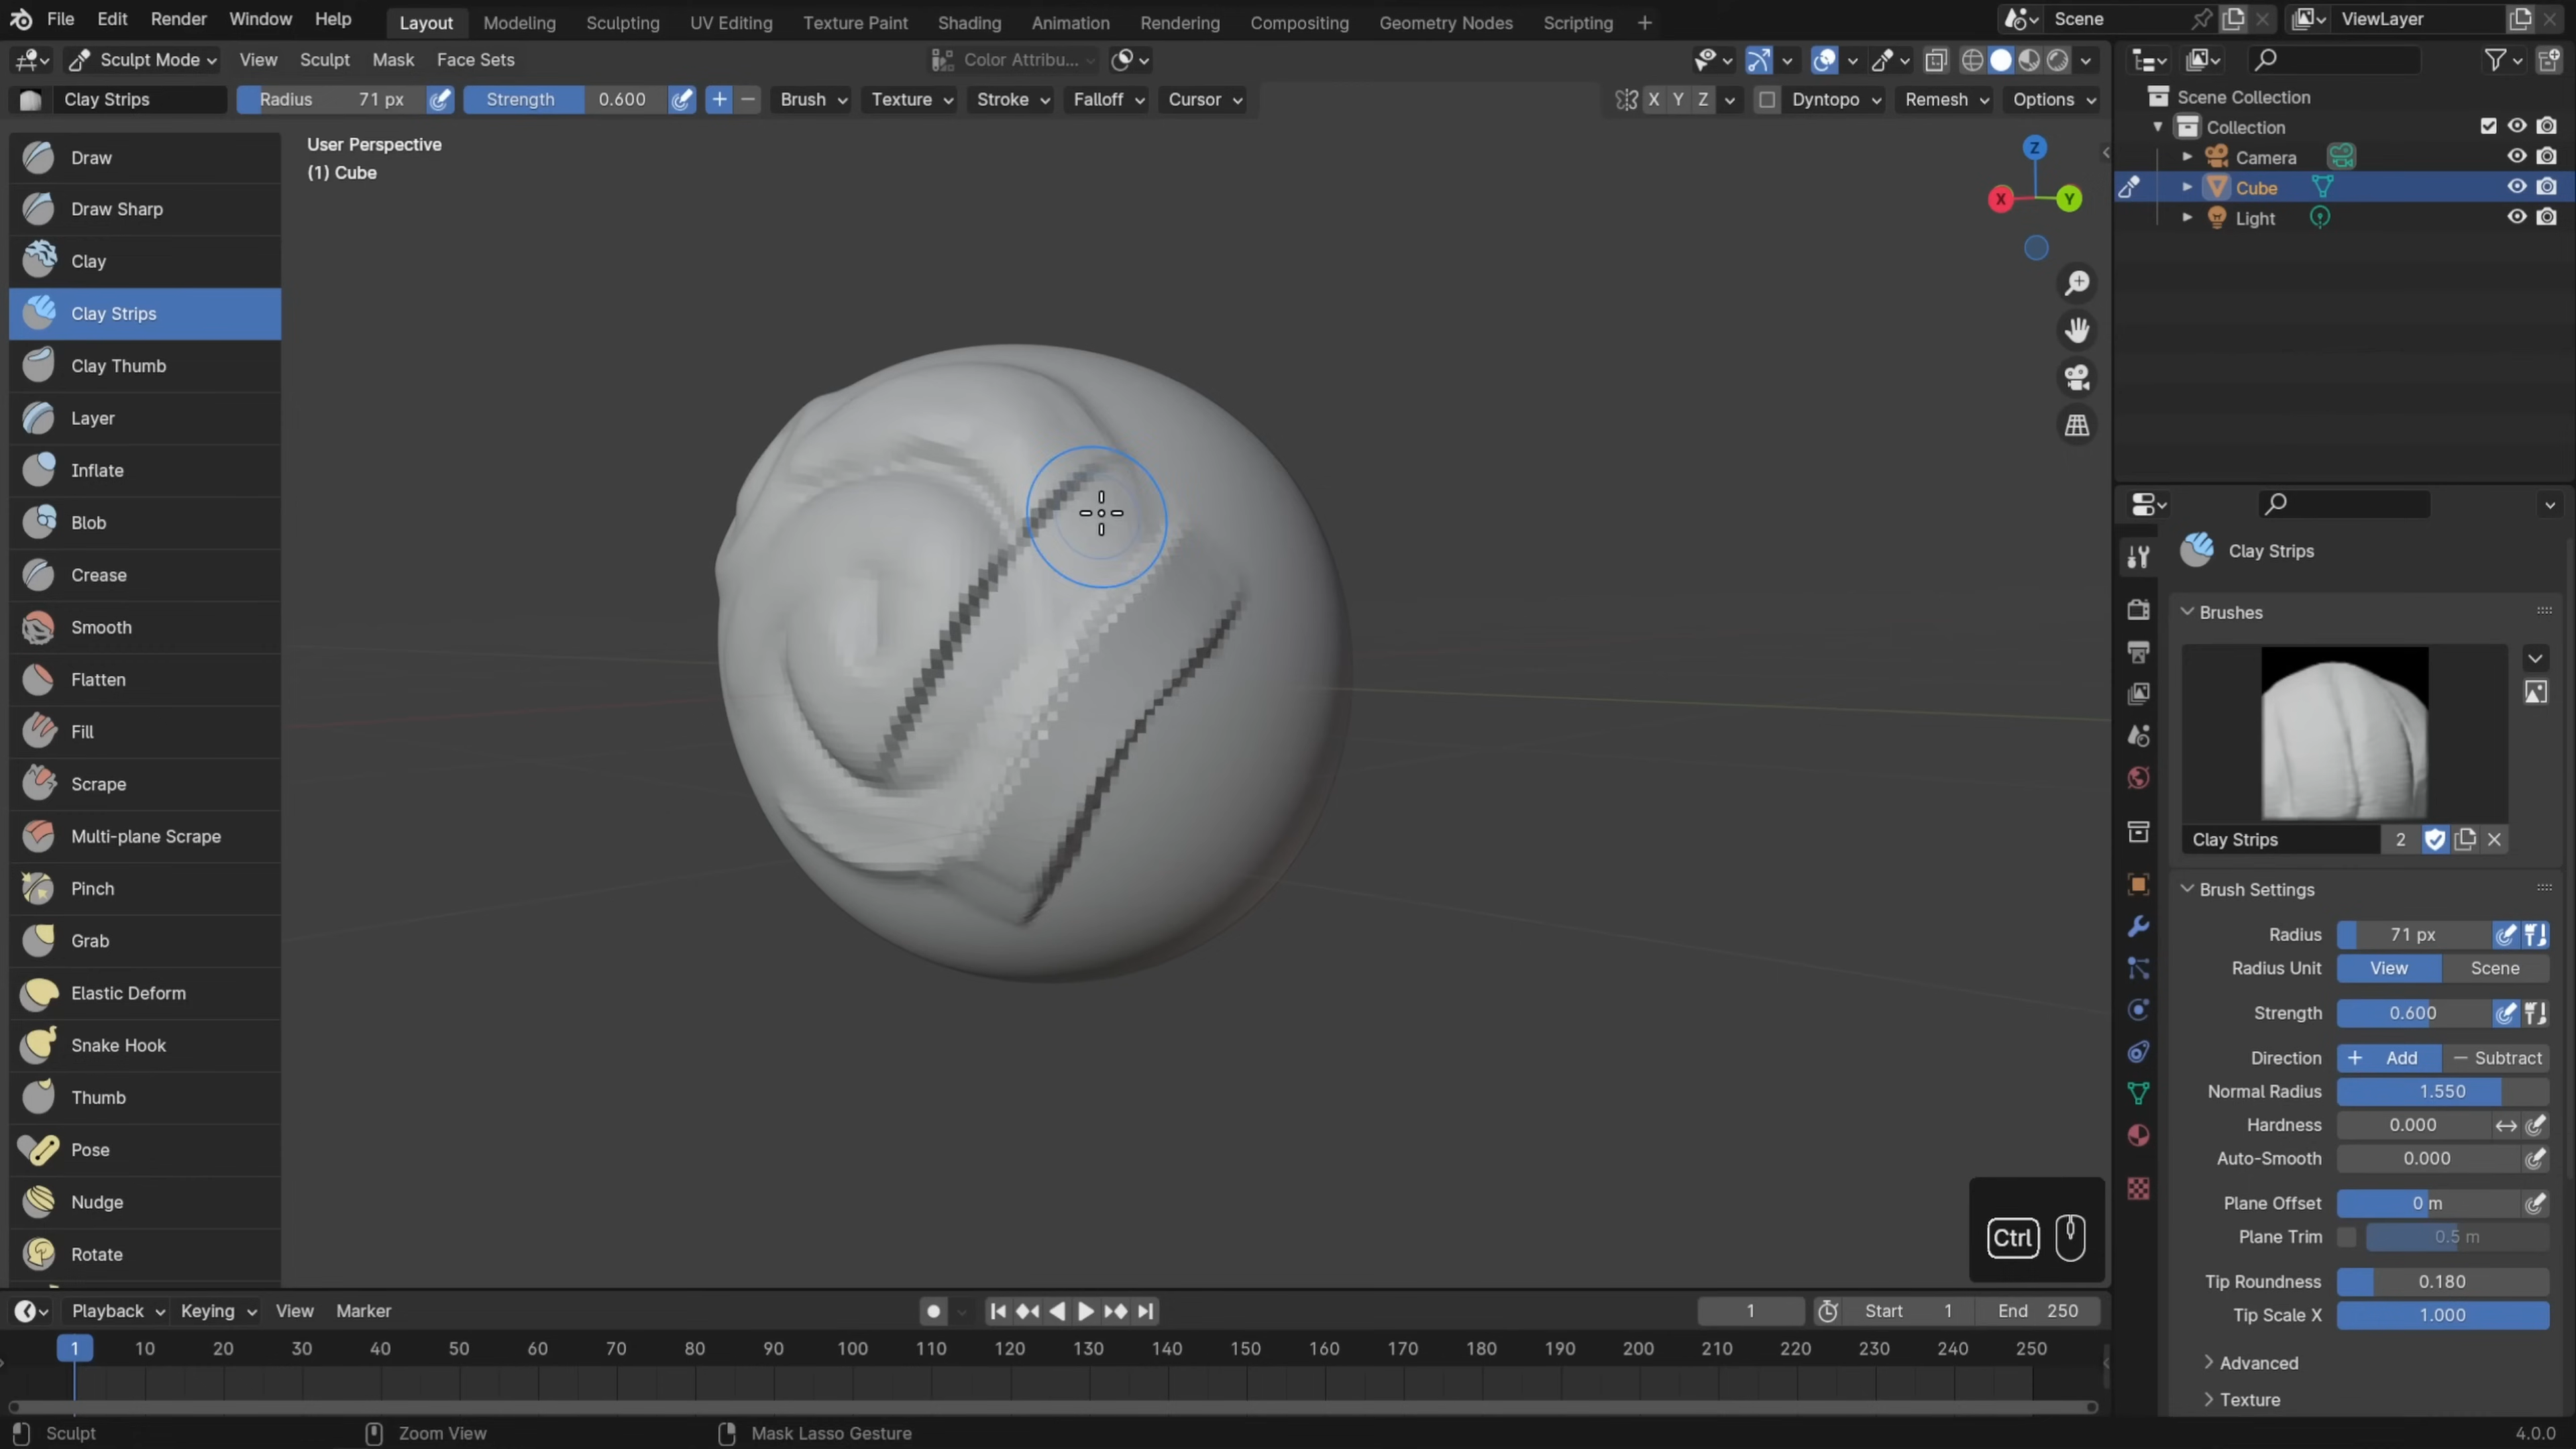 File Edit Render Window Help Layout Modeling Sculpting UV Editing Texture Paint Shading Animation Rendering Compositing Geometry Nodes Scripting + Scene ViewLayer
Sculpt Mode View Sculpt Mask Face Sets Color Attribu...
Clay Strips Radius 71 px Strength 0.600 + − Brush Texture Stroke Falloff Cursor X Y Z Dyntopo Remesh Options
User Perspective
(1) Cube
Z
X
Y
Draw
Draw Sharp
Clay
Clay Strips
Clay Thumb
Layer
Inflate
Blob
Crease
Smooth
Flatten
Fill
Scrape
Multi-plane Scrape
Pinch
Grab
Elastic Deform
Snake Hook
Thumb
Pose
Nudge
Rotate
Ctrl
Scene Collection
Collection
Camera
Cube
Light
Clay Strips
Brushes
Clay Strips 2
Brush Settings
Radius 71 px
Radius Unit View Scene
Strength 0.600
Direction + Add − Subtract
Normal Radius 1.550
Hardness 0.000
Auto-Smooth 0.000
Plane Offset 0 m
Plane Trim 0.5 m
Tip Roundness 0.180
Tip Scale X 1.000
Advanced
Texture
Playback Keying View Marker 1 Start 1 End 250
1 10 20 30 40 50 60 70 80 90 100 110 120 130 140 150 160 170 180 190 200 210 220 230 240 250
Sculpt Zoom View Mask Lasso Gesture 4.0.0